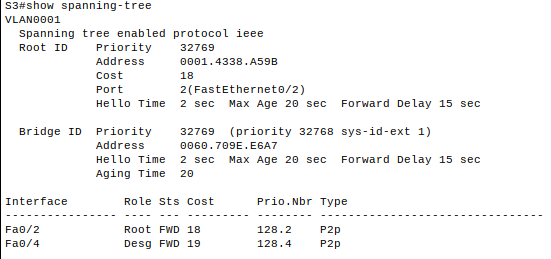 S3#show spanning-tree
VLAN0001
  Spanning tree enabled protocol ieee
  Root ID    Priority    32769
             Address     0001.4338.A59B
             Cost        18
             Port        2(FastEthernet0/2)
             Hello Time  2 sec  Max Age 20 sec  Forward Delay 15 sec

  Bridge ID  Priority    32769  (priority 32768 sys-id-ext 1)
             Address     0060.709E.E6A7
             Hello Time  2 sec  Max Age 20 sec  Forward Delay 15 sec
             Aging Time  20

Interface        Role Sts Cost      Prio.Nbr Type
---------------- ---- --- --------- -------- --------------------------------
Fa0/2            Root FWD 18        128.2    P2p
Fa0/4            Desg FWD 19        128.4    P2p